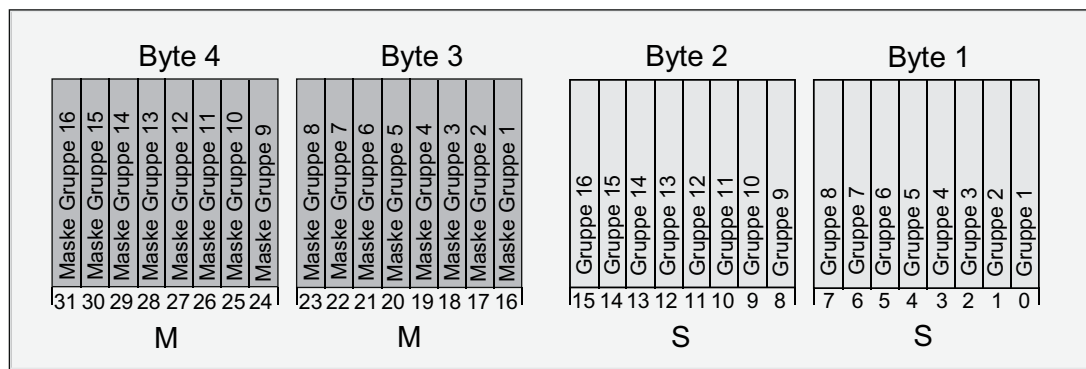 Byte 4
Byte 3
Byte 2
Byte 1
Maske Gruppe 16
Maske Gruppe 15
Maske Gruppe 14
Maske Gruppe 13
Maske Gruppe 12
Maske Gruppe 11
Maske Gruppe 10
Maske Gruppe 9
Maske Gruppe 8
Maske Gruppe 7
Maske Gruppe 6
Maske Gruppe 5
Maske Gruppe 4
Maske Gruppe 3
Maske Gruppe 2
Maske Gruppe 1
Gruppe 16
Gruppe 15
Gruppe 14
Gruppe 13
Gruppe 12
Gruppe 11
Gruppe 10
Gruppe 9
Gruppe 8
Gruppe 7
Gruppe 6
Gruppe 5
Gruppe 4
Gruppe 3
Gruppe 2
Gruppe 1
31 30 29 28 27 26 25 24
23 22 21 20 19 18 17 16
15 14 13 12 11 10 9 8
7 6 5 4 3 2 1 0
M
M
S
S